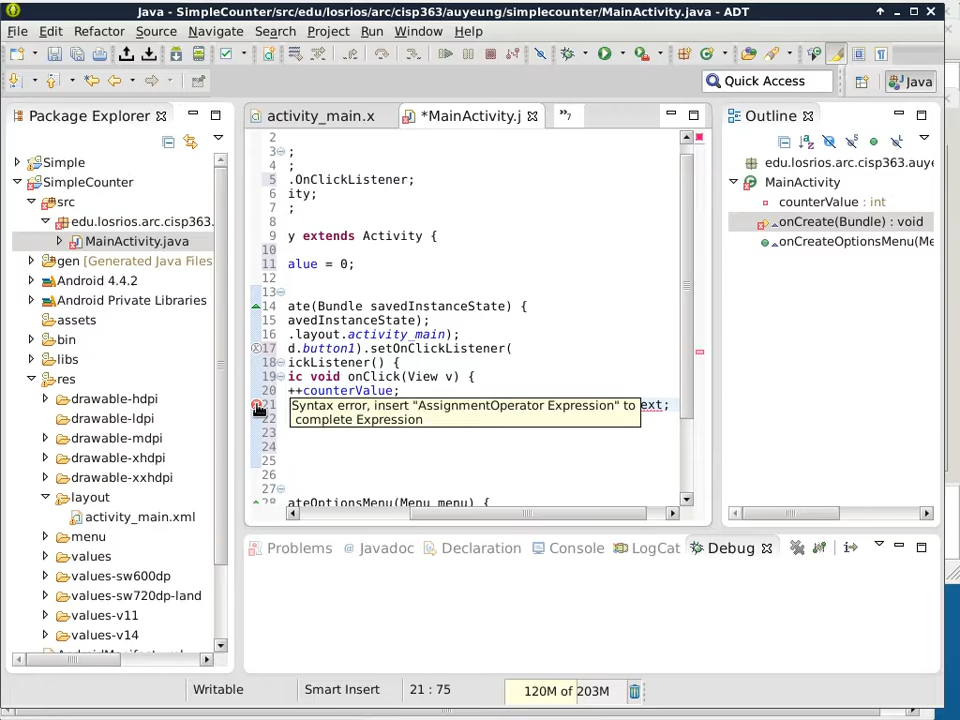 Java - SimpleCounter/src/edu/losrios/arc/cisp363/auyeung/simplecounter/MainActivity.java - ADT
File Edit Refactor Source Navigate Search Project Run Window Help
Quick Access
Java
Package Explorer
activity_main.x
*MainActivity.j
»7
Outline
Simple
SimpleCounter
src
edu.losrios.arc.cisp363.
MainActivity.java
gen [Generated Java Files
Android 4.4.2
Android Private Libraries
assets
bin
libs
res
drawable-hdpi
drawable-ldpi
drawable-mdpi
drawable-xhdpi
drawable-xxhdpi
layout
activity_main.xml
menu
values
values-sw600dp
values-sw720dp-land
values-v11
values-v14
2
3 ;
4 ;
5 .OnClickListener;
6 ity;
7 ;
8
9 y extends Activity {
10
11 alue = 0;
12
13
14 ate(Bundle savedInstanceState) {
15 avedInstanceState);
16 .layout.activity_main);
17 d.button1).setOnClickListener(
18 ickListener() {
19 ic void onClick(View v) {
20 ++counterValue;
21 ext;
Syntax error, insert "AssignmentOperator Expression" to
complete Expression
22
23
24
25
26
27
28 ateOptionsMenu(Menu menu) {
edu.losrios.arc.cisp363.auye
MainActivity
counterValue : int
onCreate(Bundle) : void
onCreateOptionsMenu(Me
Problems @ Javadoc Declaration Console LogCat Debug
Writable
Smart Insert
21 : 75
120M of 203M